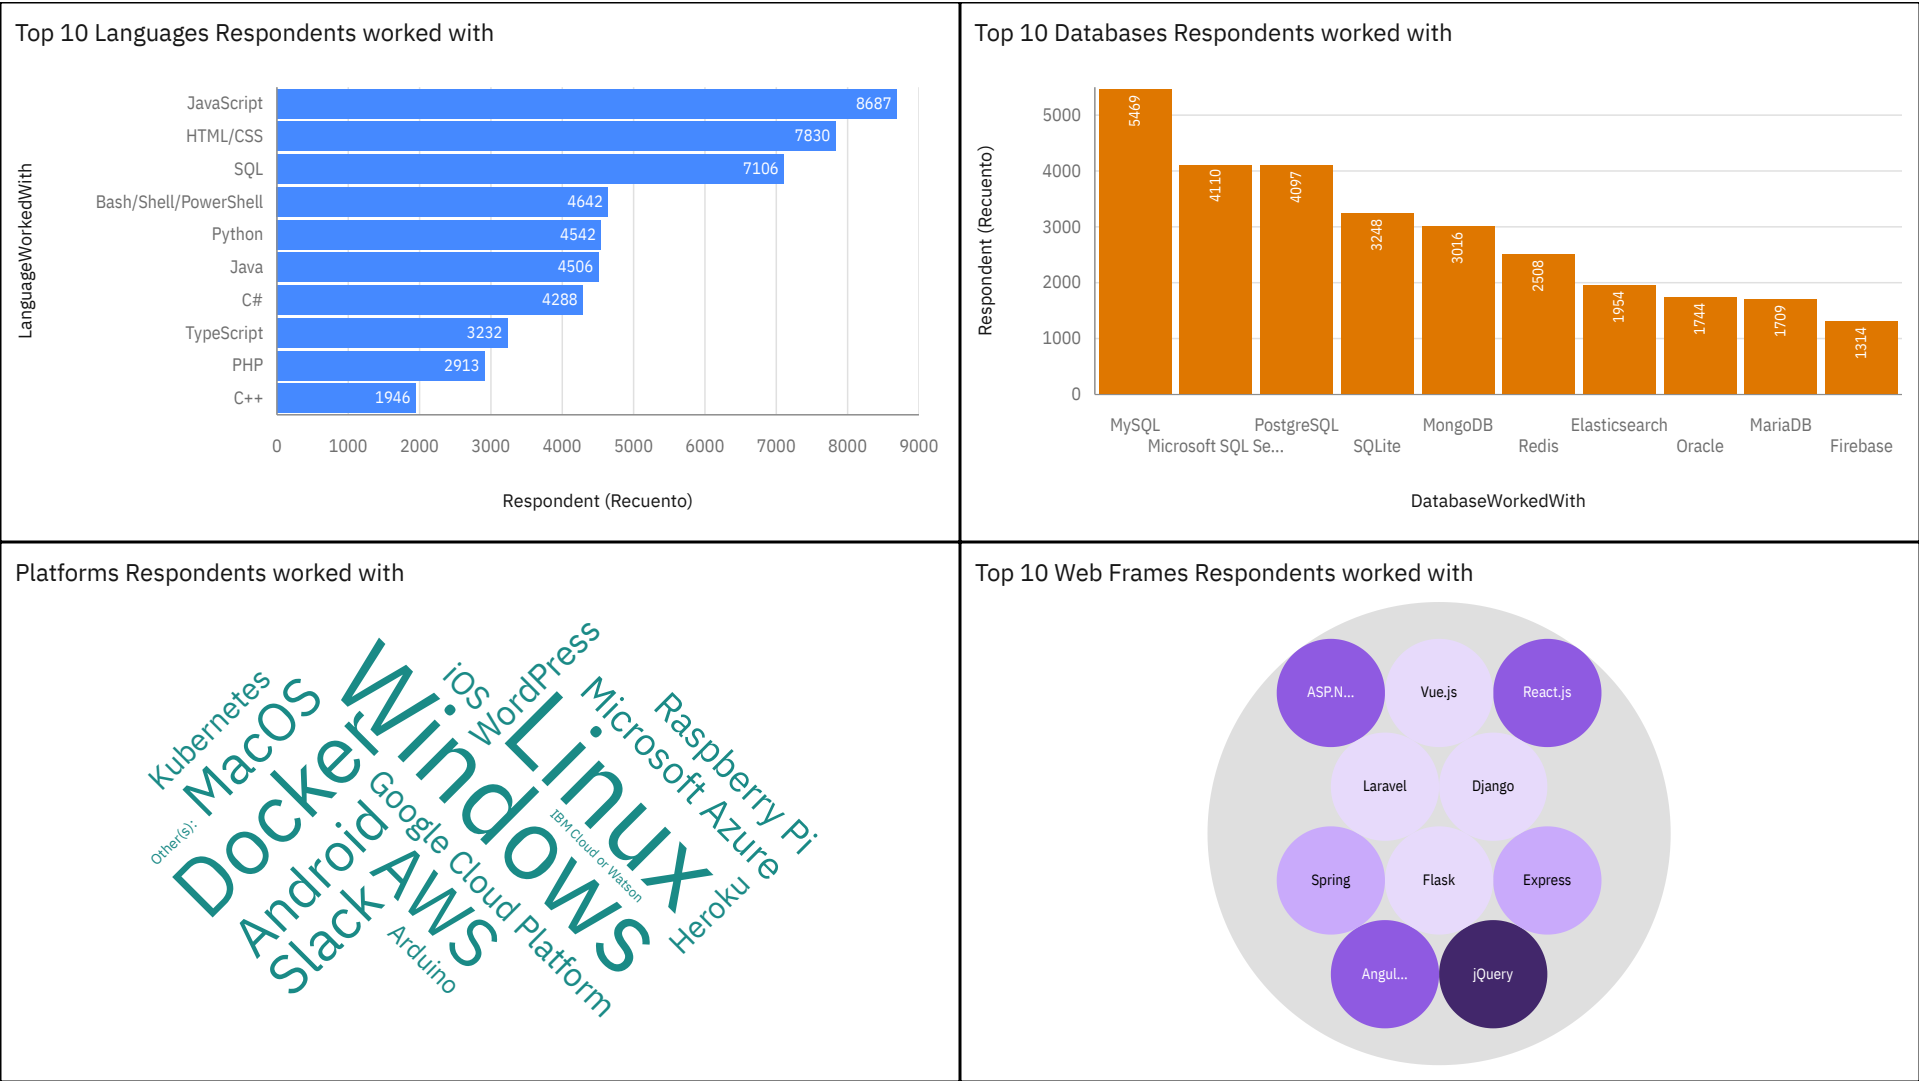 Top 10 Languages Respondents worked with
LanguageWorkedWith
JavaScript 8687
HTML/CSS 7830
SQL 7106
Bash/Shell/PowerShell 4642
Python 4542
Java 4506
C# 4288
TypeScript 3232
PHP 2913
C++ 1946
0 1000 2000 3000 4000 5000 6000 7000 8000 9000
Respondent (Recuento)
Top 10 Databases Respondents worked with
Respondent (Recuento)
5000
4000
3000
2000
1000
0
5469 4110 4097 3248 3016 2508 1954 1744 1709 1314
MySQL PostgreSQL MongoDB Elasticsearch MariaDB
Microsoft SQL Se... SQLite Redis Oracle Firebase
DatabaseWorkedWith
Platforms Respondents worked with
Kubernetes
MacOS
Other(s):
Docker
Windows
iOS
WordPress
Linux
Microsoft Azure
Raspberry Pi
Android
Slack
AWS
Google Cloud Platform
IBM Cloud or Watson
Arduino
Heroku
Top 10 Web Frames Respondents worked with
ASP.N... Vue.js React.js
Laravel Django
Spring Flask Express
Angul... jQuery